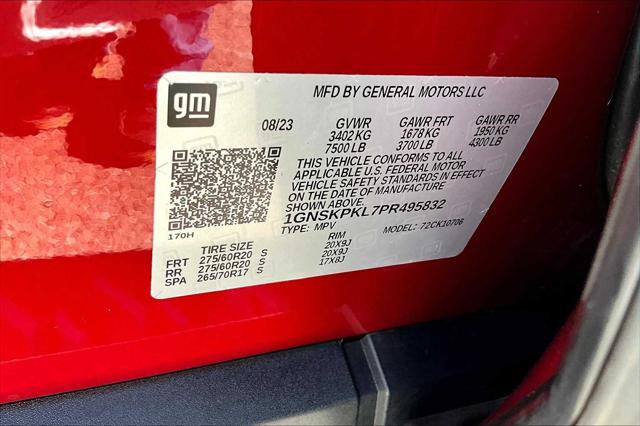 gm
MFD BY GENERAL MOTORS LLC
08/23 GVWR GAWR FRT GAWR RR
3402 KG 1678 KG 1950 KG
7500 LB 3700 LB 4300 LB
THIS VEHICLE CONFORMS TO ALL
APPLICABLE U.S. FEDERAL MOTOR
VEHICLE SAFETY STANDARDS IN EFFECT
ON THE DATE OF MANUFACTURE
SHOWN ABOVE.
1GNSKPKL7PR495832
TYPE: MPV MODEL: 72CK10706
170H
TIRE SIZE RIM
FRT 275/60R20 S 20X9J
RR 275/60R20 S 20X9J
SPA 265/70R17 S 17X8J